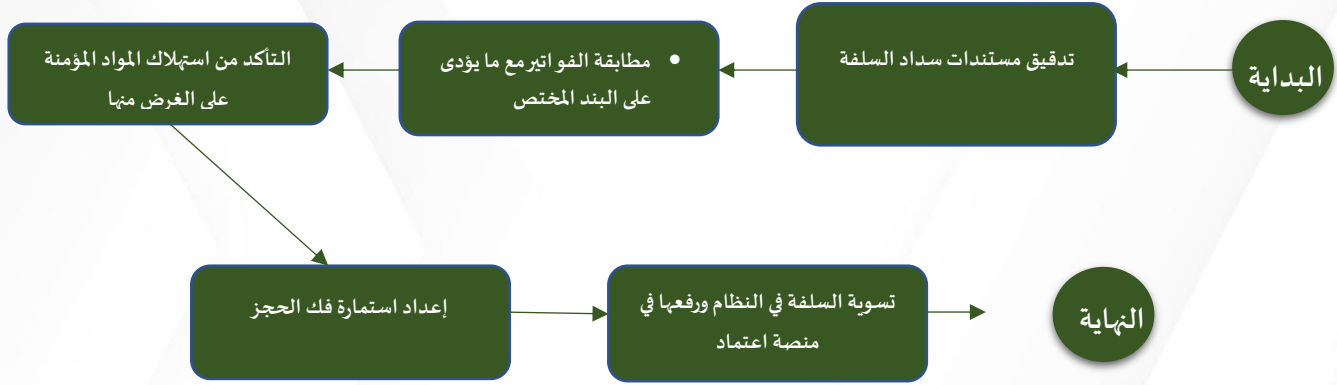 البداية
تدقيق مستندات سداد السلفة
• مطابقة الفواتير مع ما يؤدى
على البند المختص
التأكد من استهلاك المواد المؤمنة
على الغرض منها
إعداد استمارة فك الحجز
تسوية السلفة في النظام ورفعها في
منصة اعتماد
النهاية